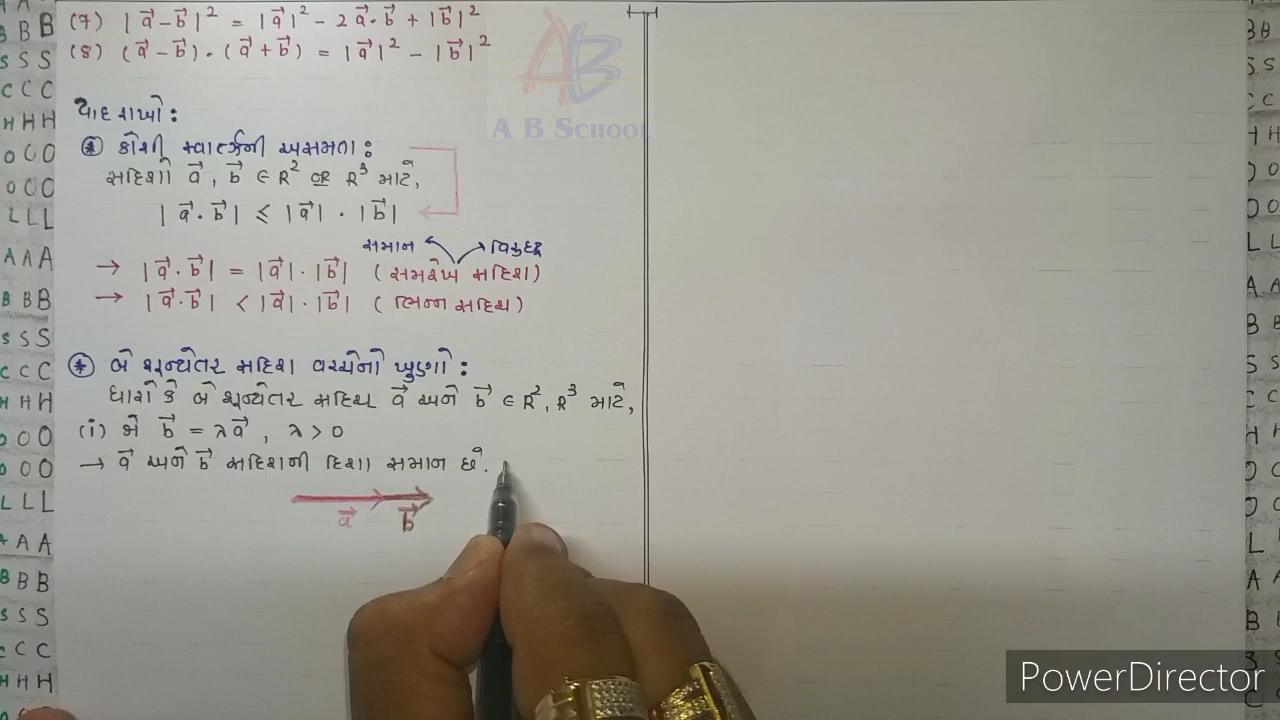 (7) |a⃗ - b⃗|² = |a⃗|² - 2 a⃗ · b⃗ + |b⃗|²
(8) (a⃗ - b⃗) · (a⃗ + b⃗) = |a⃗|² - |b⃗|²
A B SCHOOL
યાદ રાખો :
* કોશી સ્વાર્ત્ઝની અસમતા :
સદિશો a⃗, b⃗ ∈ R² OR R³ માટે,
|a⃗ · b⃗| ≤ |a⃗| · |b⃗|
સમાન વિરુદ્ધ
→ |a⃗ · b⃗| = |a⃗| · |b⃗| (સમરેખ સદિશ)
→ |a⃗ · b⃗| < |a⃗| · |b⃗| (ભિન્ન સદિશ)
* બે શૂન્યેતર સદિશ વચ્ચેનો ખુણો :
ધારો કે બે શૂન્યેતર સદિશ a⃗ અને b⃗ ∈ R², R³ માટે,
(i) જો b⃗ = λa⃗, λ > 0
→ a⃗ અને b⃗ સદિશની દિશા સમાન છે.
a⃗ b⃗
PowerDirector